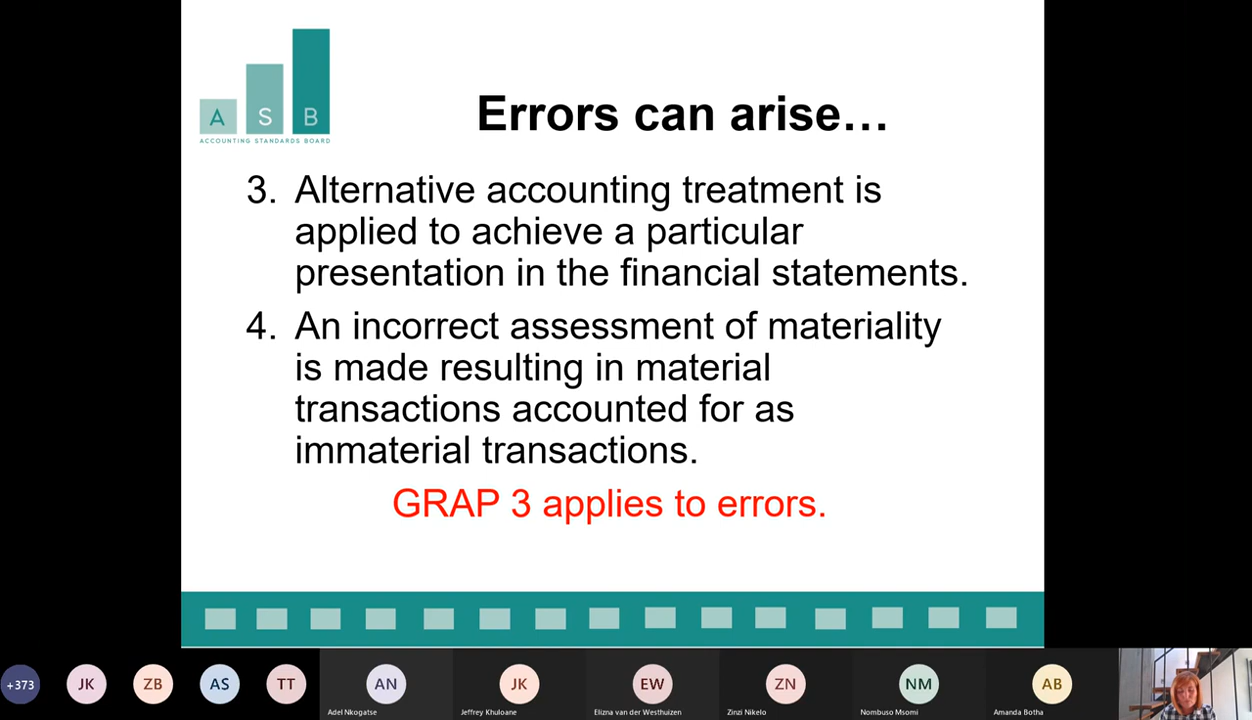 A S B
ACCOUNTING STANDARDS BOARD
Errors can arise…
3. Alternative accounting treatment is
applied to achieve a particular
presentation in the financial statements.
4. An incorrect assessment of materiality
is made resulting in material
transactions accounted for as
immaterial transactions.
GRAP 3 applies to errors.
+373 JK ZB AS TT AN JK EW ZN NM AB
Adel Nkogatse Jeffrey Khuloane Elizna van der Westhuizen Zinzi Nikelo Nombuso Msomi Amanda Botha